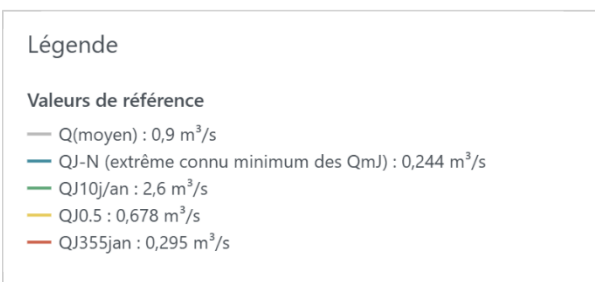 Légende
Valeurs de référence
Q(moyen) : 0,9 m³/s
QJ-N (extrême connu minimum des QmJ) : 0,244 m³/s
QJ10j/an : 2,6 m³/s
QJ0.5 : 0,678 m³/s
QJ355jan : 0,295 m³/s